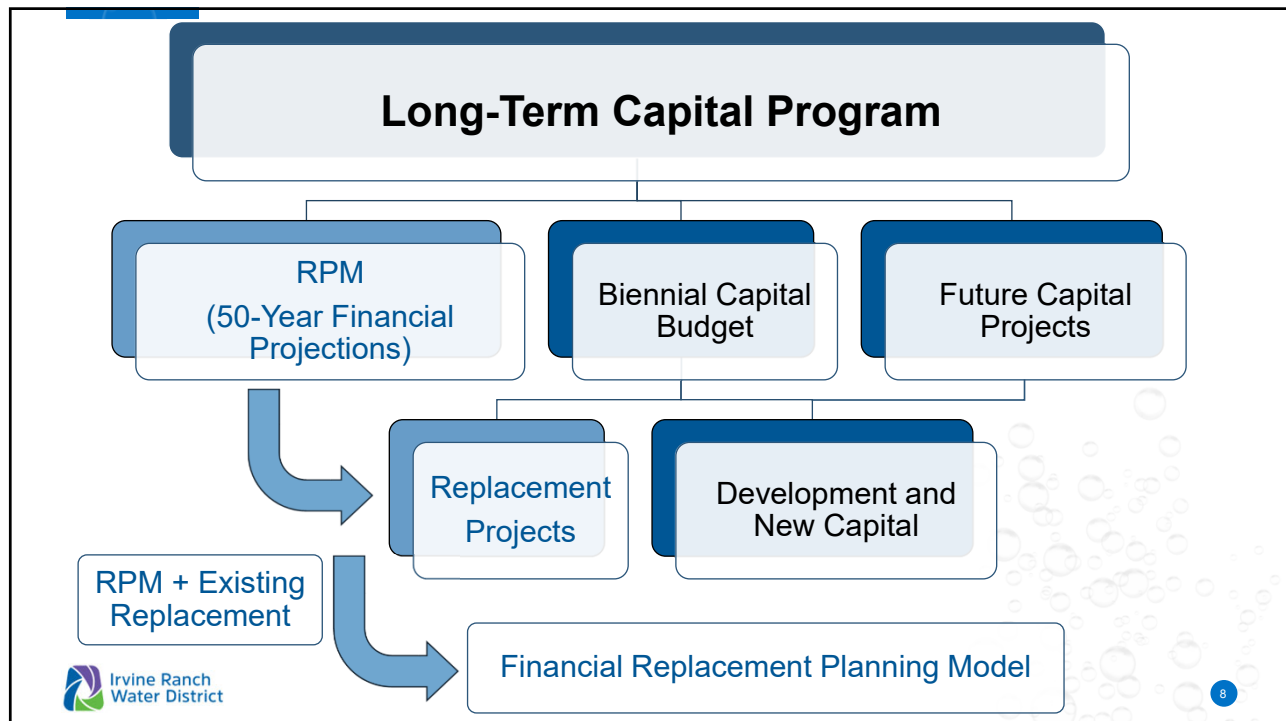 Long-Term Capital Program
RPM
(50-Year Financial
Projections)
Biennial Capital
Budget
Future Capital
Projects
Replacement
Projects
Development and
New Capital
RPM + Existing
Replacement
Financial Replacement Planning Model
Irvine Ranch
Water District
8